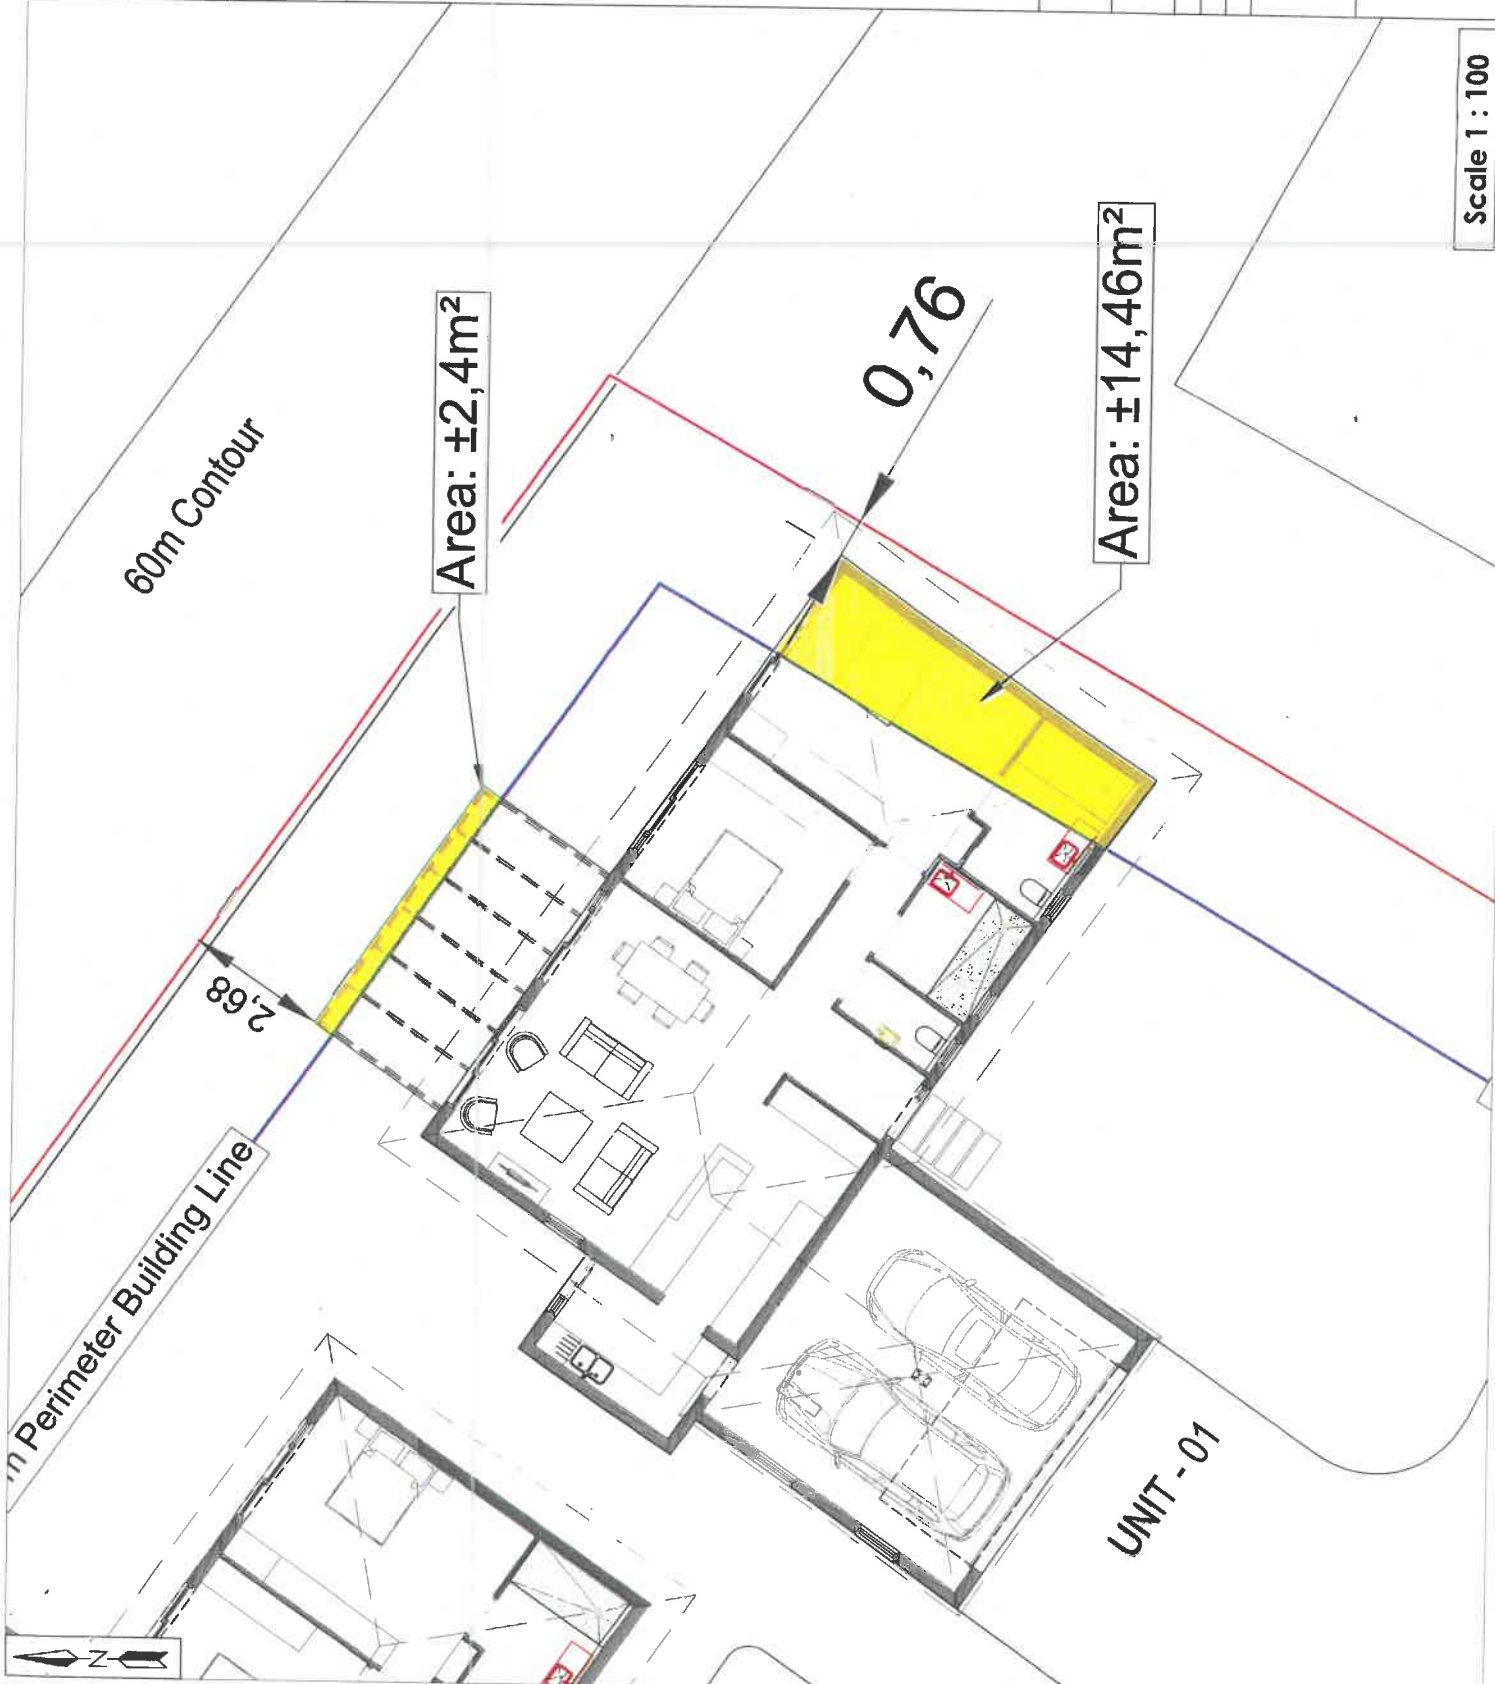 60m Contour
Area: ±2,4m²
0,76
Area: ±14,46m²
Scale 1 : 100
2,68
m Perimeter Building Line
UNIT - 01
N